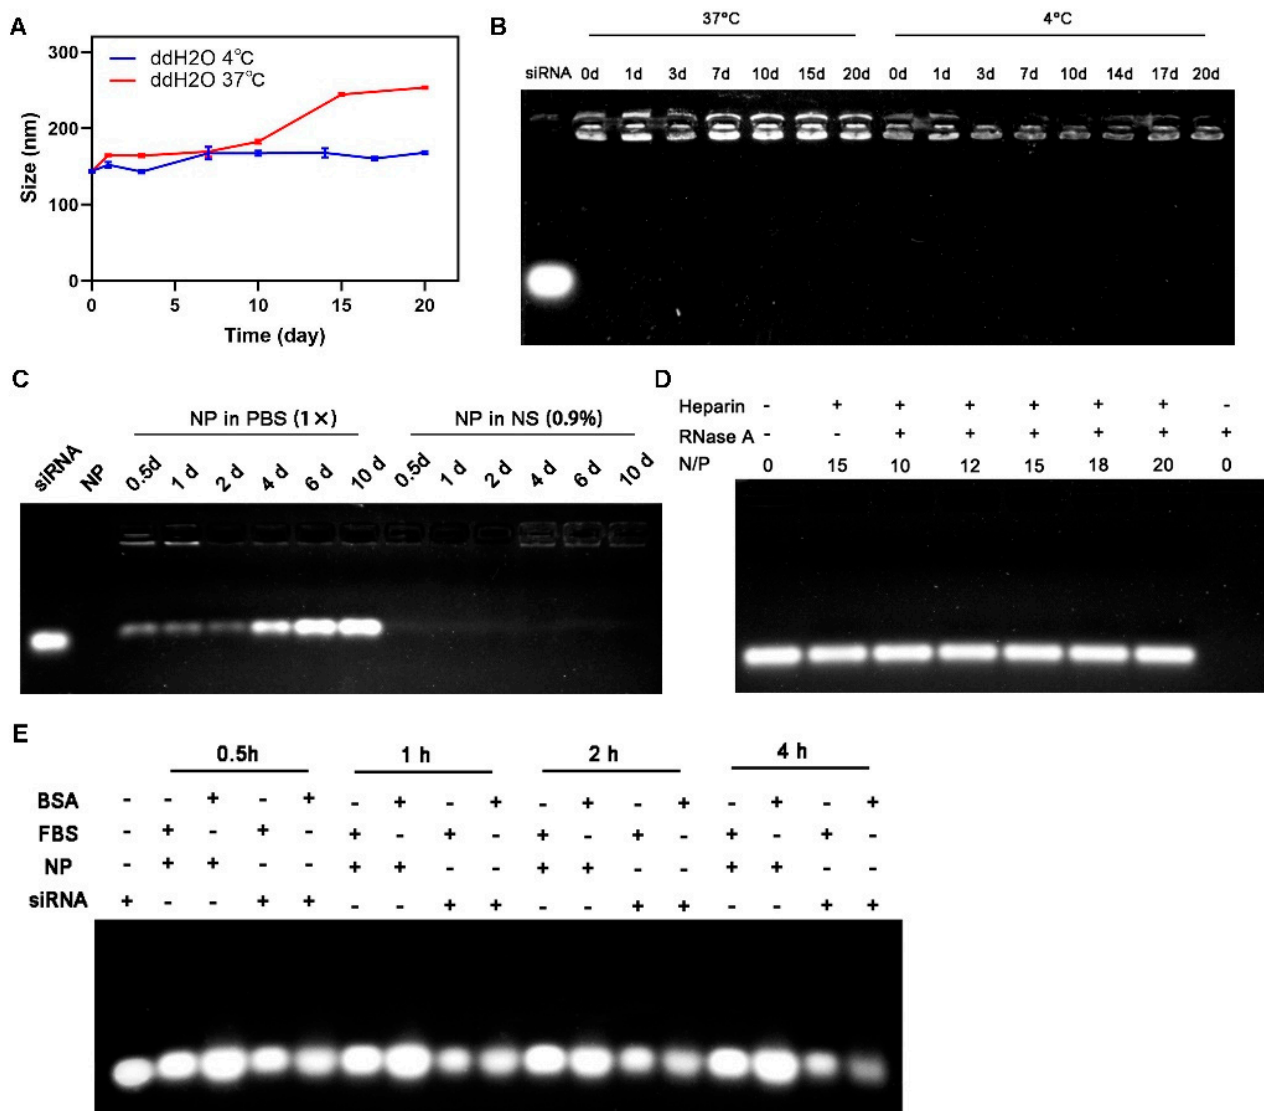 A
300
200
100
0
Size (nm)
ddH2O 4°C
ddH2O 37°C
0 5 10 15 20
Time (day)
B
37°C 4°C
siRNA 0d 1d 3d 7d 10d 15d 20d 0d 1d 3d 7d 10d 14d 17d 20d
C
NP in PBS (1×) NP in NS (0.9%)
siRNA NP 0.5d 1 d 2 d 4 d 6 d 10 d 0.5d 1 d 2 d 4 d 6 d 10 d
D
Heparin - + + + + + + -
RNase A - - + + + + + +
N/P 0 15 10 12 15 18 20 0
E
0.5h 1 h 2 h 4 h
BSA - - + - + - + - + - + - + - + - +
FBS - + - + - + - + - + - + - + - + -
NP - + + - - + + - - + + - - + + - -
siRNA + - - + + - - + + - - + + - - + +